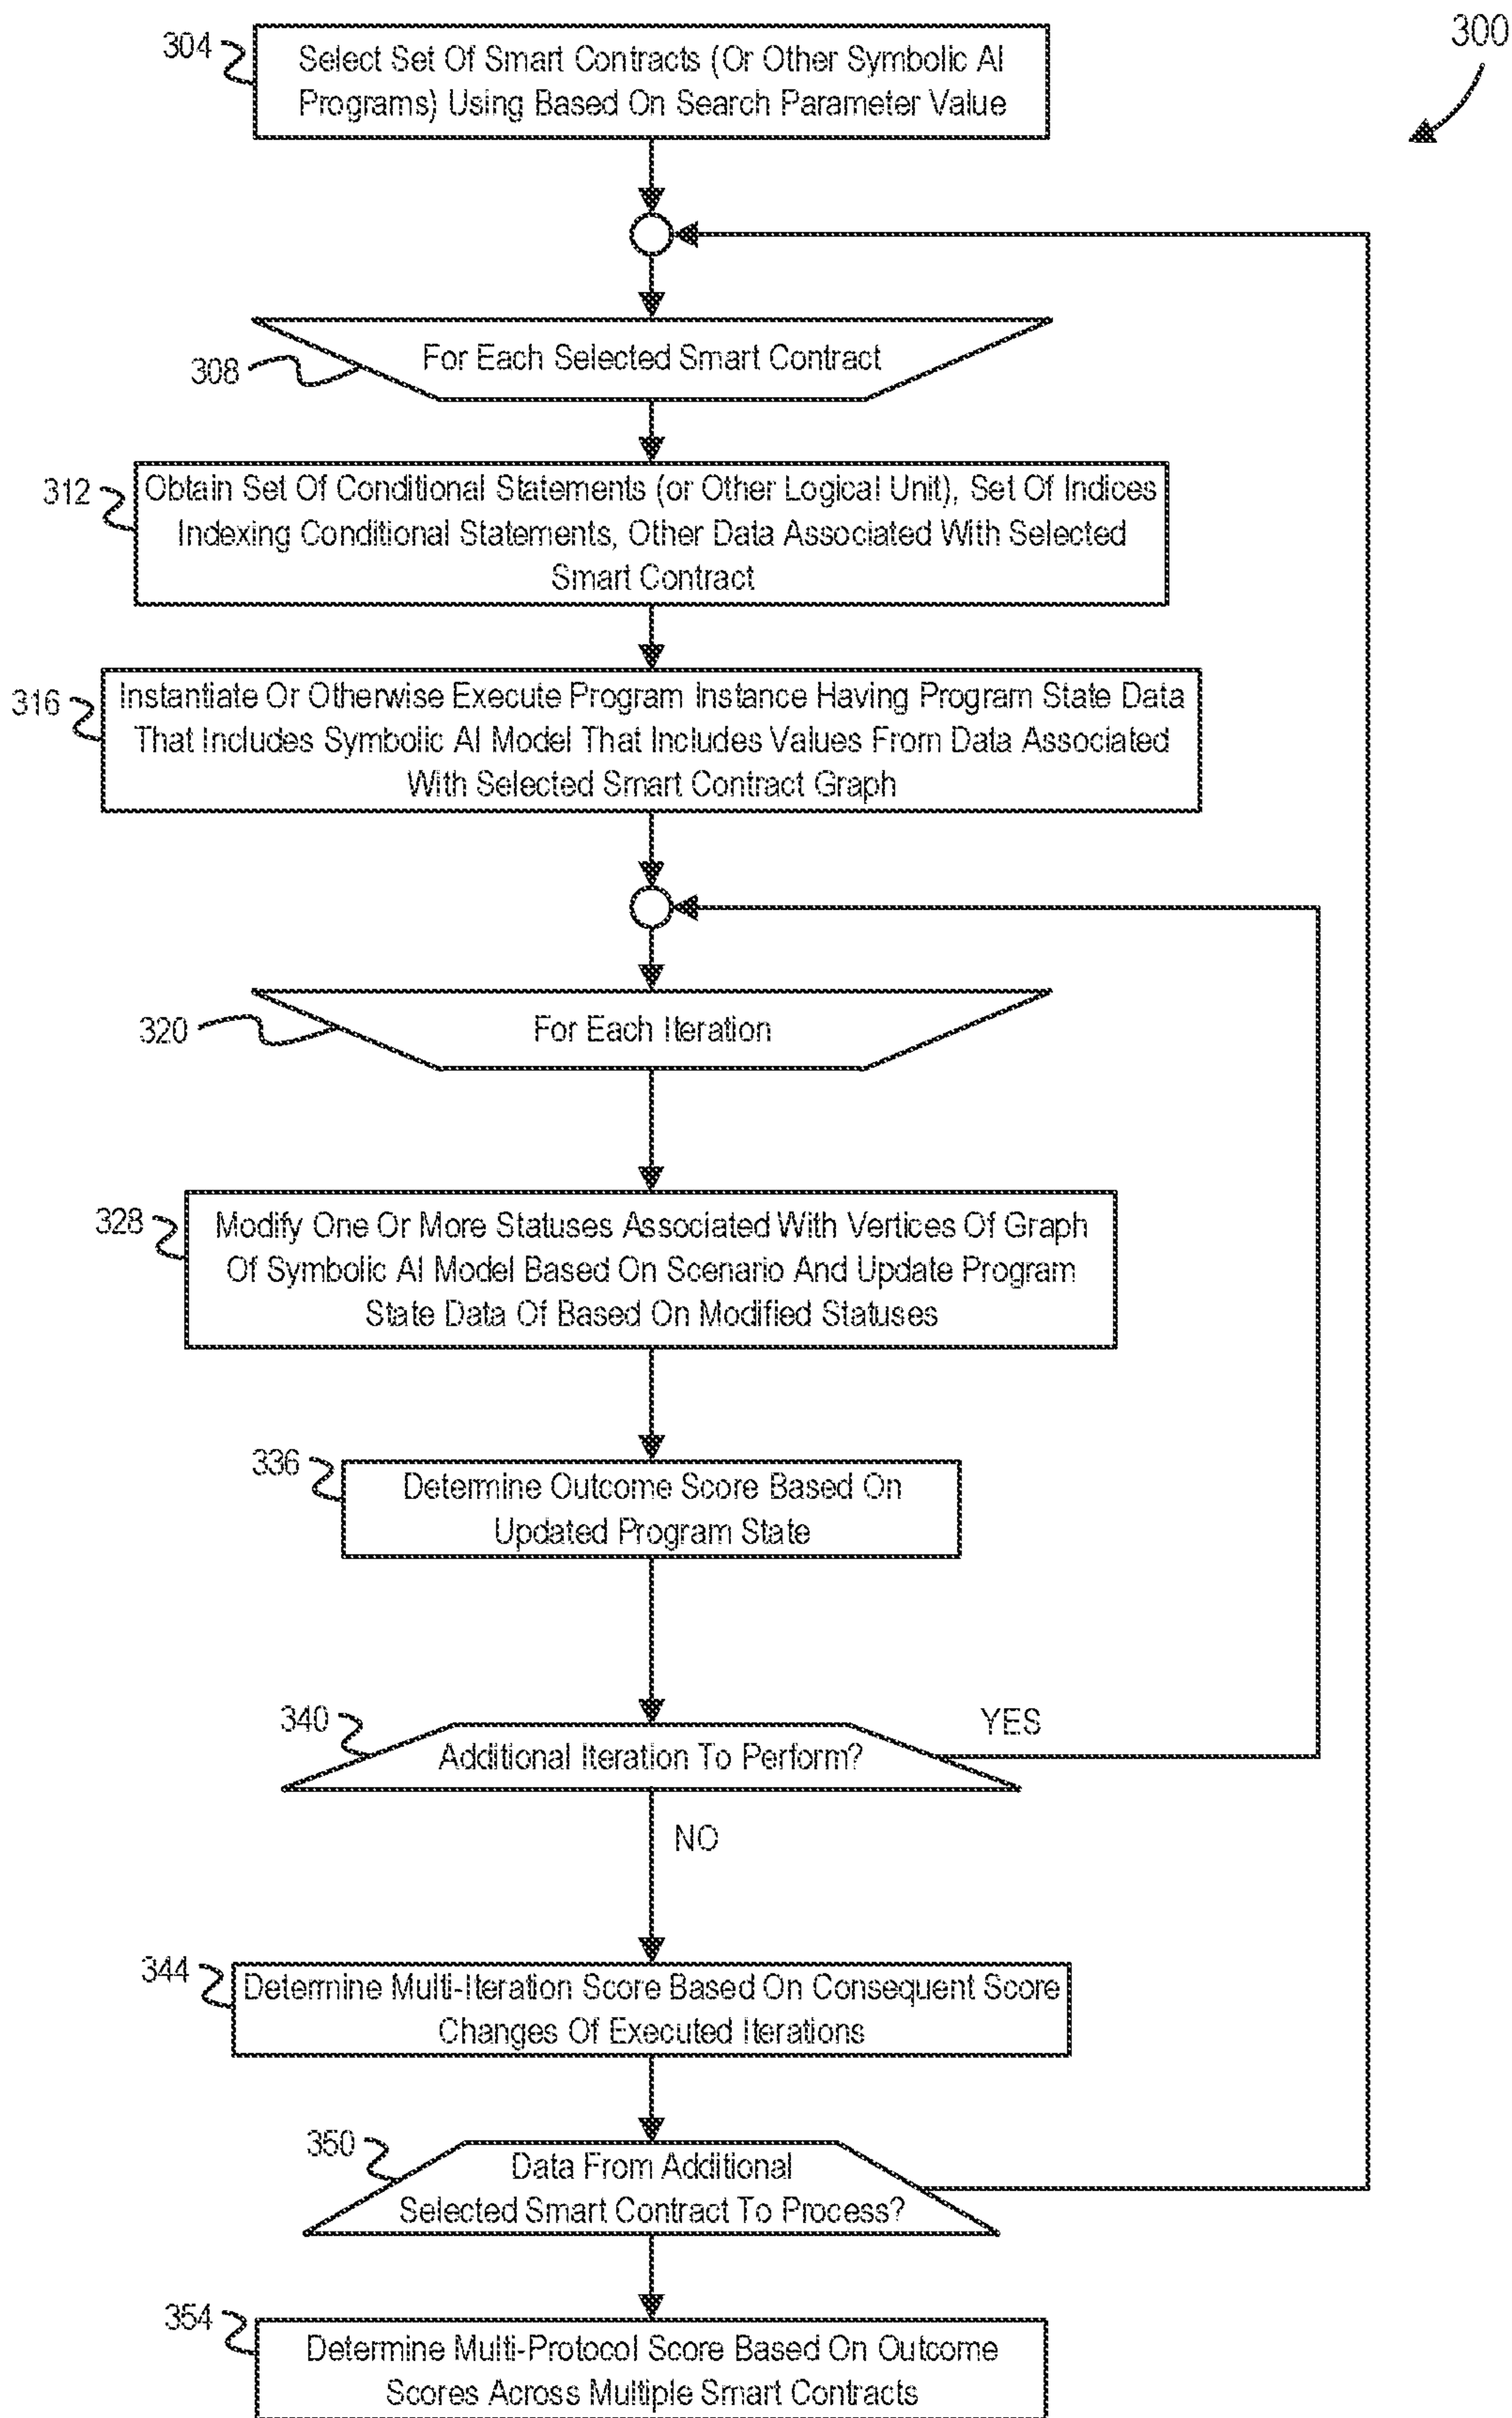 300
304
Select Set Of Smart Contracts (Or Other Symbolic AI
Programs) Using Based On Search Parameter Value
308
For Each Selected Smart Contract
312
Obtain Set Of Conditional Statements (or Other Logical Unit), Set Of Indices
Indexing Conditional Statements, Other Data Associated With Selected
Smart Contract
316
Instantiate Or Otherwise Execute Program Instance Having Program State Data
That Includes Symbolic AI Model That Includes Values From Data Associated
With Selected Smart Contract Graph
320
For Each Iteration
328
Modify One Or More Statuses Associated With Vertices Of Graph
Of Symbolic AI Model Based On Scenario And Update Program
State Data Of Based On Modified Statuses
336
Determine Outcome Score Based On
Updated Program State
340
Additional Iteration To Perform?
YES
NO
344
Determine Multi-Iteration Score Based On Consequent Score
Changes Of Executed Iterations
350
Data From Additional
Selected Smart Contract To Process?
354
Determine Multi-Protocol Score Based On Outcome
Scores Across Multiple Smart Contracts